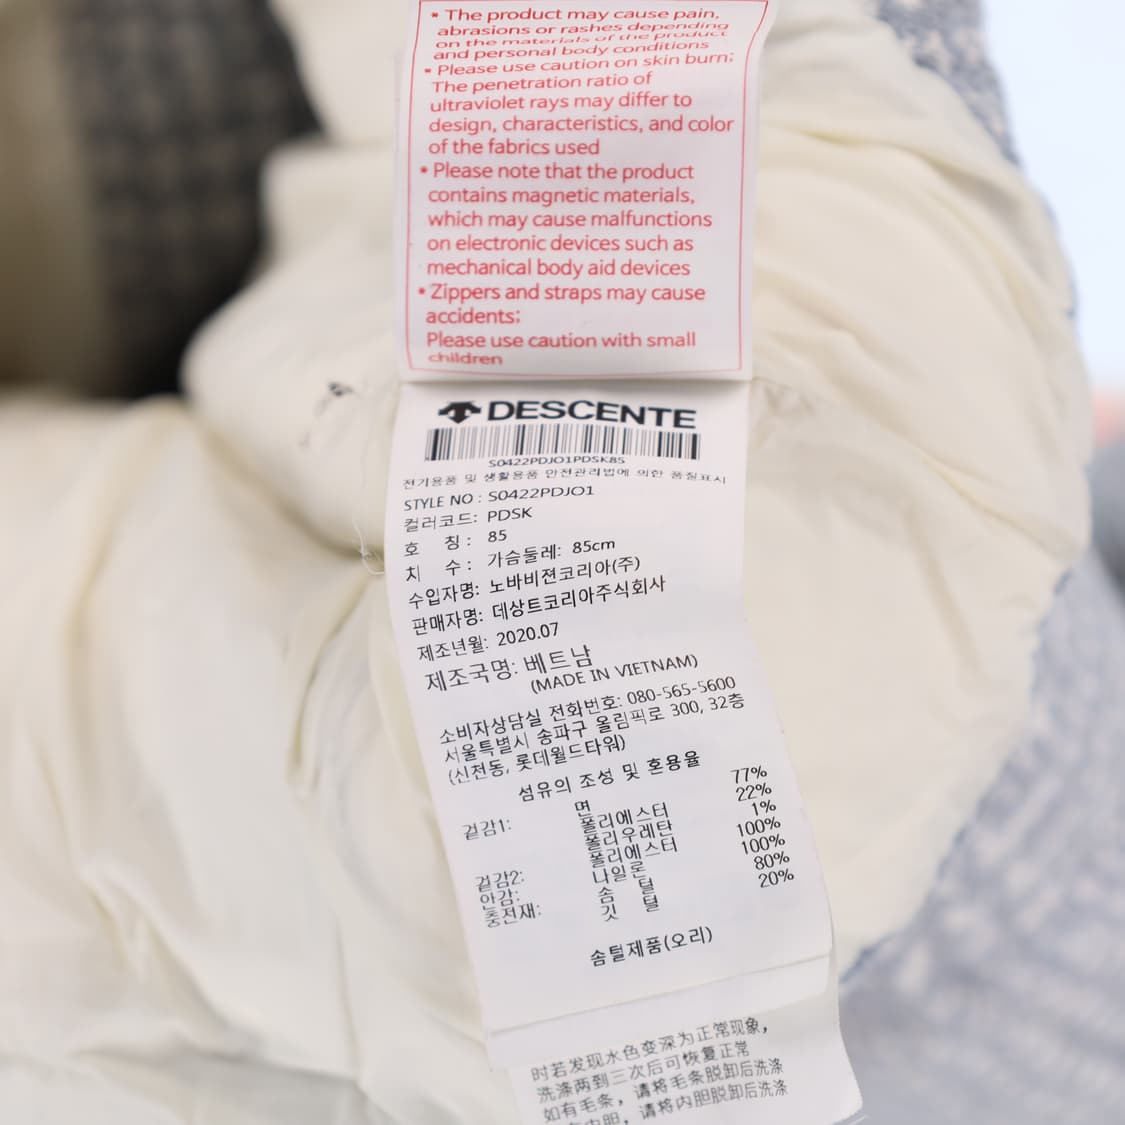 • The product may cause pain,
abrasions or rashes depending
on the materials of the product
and personal body conditions
• Please use caution on skin burn;
The penetration ratio of
ultraviolet rays may differ to
design, characteristics, and color
of the fabrics used
• Please note that the product
contains magnetic materials,
which may cause malfunctions
on electronic devices such as
mechanical body aid devices
• Zippers and straps may cause
accidents;
Please use caution with small
children
DESCENTE
S0422PDJO1PDSK85
전기용품 및 생활용품 안전관리법에 의한 품질표시
STYLE NO : S0422PDJO1
컬러코드: PDSK
호 칭 : 85
치 수 : 가슴둘레: 85cm
수입자명: 노바비젼코리아(주)
판매자명: 데상트코리아주식회사
제조년월: 2020.07
제조국명: 베트남
(MADE IN VIETNAM)
소비자상담실 전화번호: 080-565-5600
서울특별시 송파구 올림픽로 300, 32층
(신천동, 롯데월드타워)
섬유의 조성 및 혼용율
겉감1: 면 77%
폴리에스터 22%
폴리우레탄 1%
겉감2: 폴리에스터 100%
안감: 나일론 100%
충전재: 솜 털 80%
깃 털 20%
솜털제품(오리)
时若发现水色变深为正常现象，
洗涤两到三次后可恢复正常
如有毛条，请将毛条脱卸后洗涤
内胆，请将内胆脱卸后洗涤